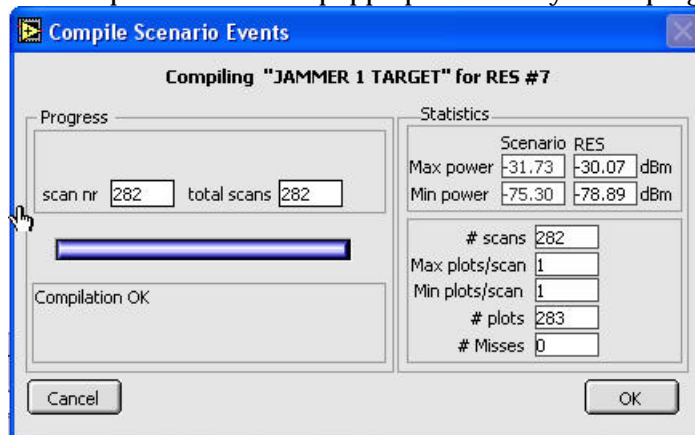 Compile Scenario Events
Compiling "JAMMER 1 TARGET" for RES #7
Progress
scan nr 282 total scans 282
Compilation OK
Statistics
Scenario RES
Max power -31.73 -30.07 dBm
Min power -75.30 -78.89 dBm
# scans 282
Max plots/scan 1
Min plots/scan 1
# plots 283
# Misses 0
Cancel
OK